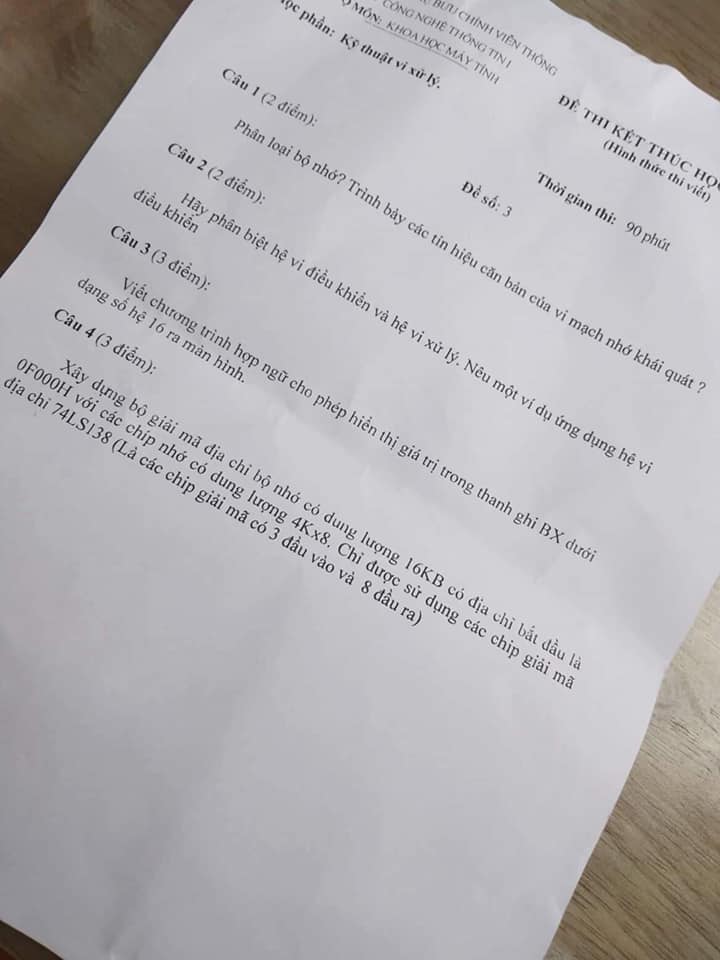 BƯU CHÍNH VIỄN THÔNG
CÔNG NGHỆ THÔNG TIN I
MÔN: KHOA HỌC MÁY TÍNH
học phần: Kỹ thuật vi xử lý.
ĐỀ THI KẾT THÚC HỌC
(Hình thức thi viết)
Thời gian thi: 90 phút
Đề số: 3
Câu 1 (2 điểm):
Phân loại bộ nhớ? Trình bày các tín hiệu căn bản của vi mạch nhớ khái quát ?
Câu 2 (2 điểm):
Hãy phân biệt hệ vi điều khiển và hệ vi xử lý. Nêu một ví dụ ứng dụng hệ vi
điều khiển
Câu 3 (3 điểm):
Viết chương trình hợp ngữ cho phép hiển thị giá trị trong thanh ghi BX dưới
dạng số hệ 16 ra màn hình.
Câu 4 (3 điểm):
Xây dựng bộ giải mã địa chỉ bộ nhớ có dung lượng 16KB có địa chỉ bắt đầu là
0F000H với các chíp nhớ có dung lượng 4Kx8. Chỉ được sử dụng các chip giải mã
địa chỉ 74LS138 (Là các chip giải mã có 3 đầu vào và 8 đầu ra)